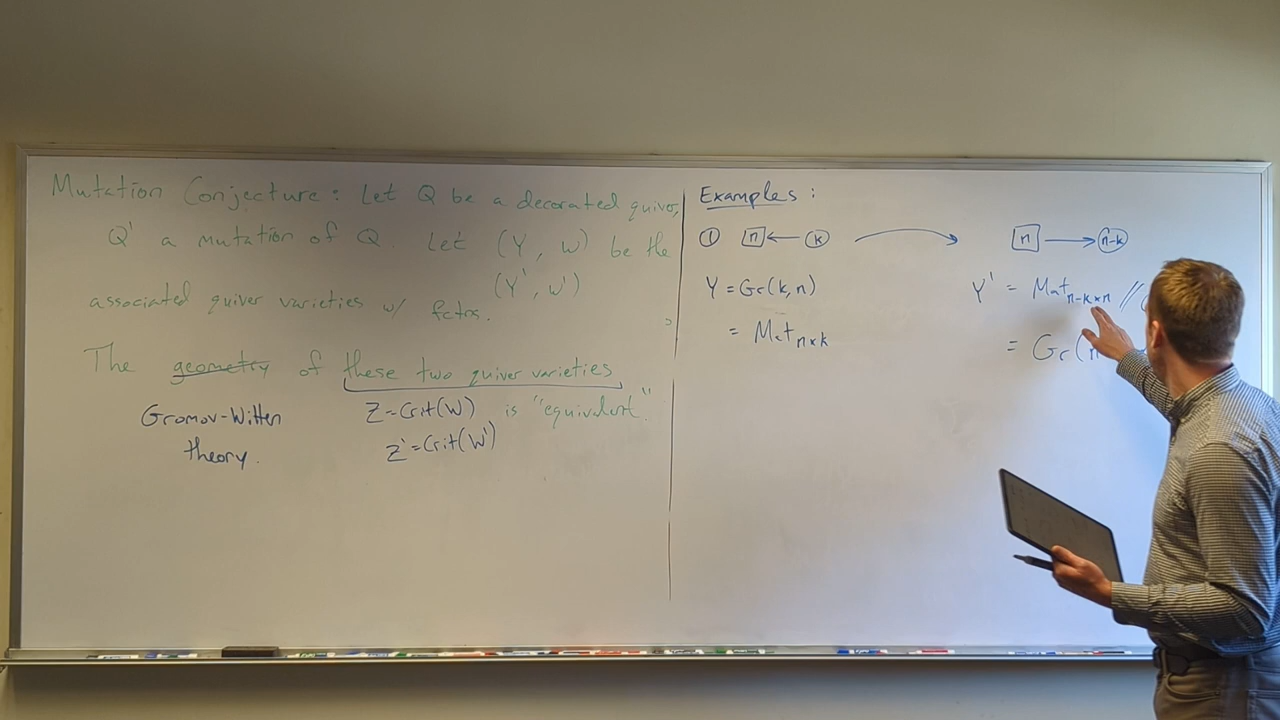 Mutation Conjecture: Let Q be a decorated quiver,
Q' a mutation of Q. Let (Y, W) be the
(Y', W')
associated quiver varieties w/ fctns.
The geometry of these two quiver varieties
Gromov-Witten theory.
Z=Crit(W) is "equivalent".
Z'=Crit(W')
Examples:
① n ← k
n → n-k
Y = Gr(k,n)
= Mat n×k
Y' = Mat n-k×n //
= Gr(n